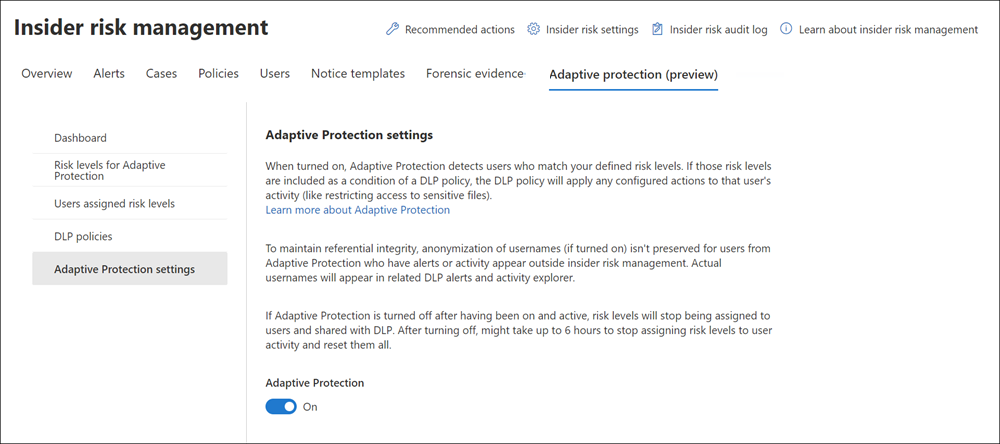 Insider risk management
Recommended actions
Insider risk settings
Insider risk audit log
Learn about insider risk management
Overview
Alerts
Cases
Policies
Users
Notice templates
Forensic evidence
Adaptive protection (preview)
Dashboard
Risk levels for Adaptive
Protection
Users assigned risk levels
DLP policies
Adaptive Protection settings
Adaptive Protection settings
When turned on, Adaptive Protection detects users who match your defined risk levels. If those risk levels
are included as a condition of a DLP policy, the DLP policy will apply any configured actions to that user's
activity (like restricting access to sensitive files).
Learn more about Adaptive Protection
To maintain referential integrity, anonymization of usernames (if turned on) isn't preserved for users from
Adaptive Protection who have alerts or activity appear outside insider risk management. Actual
usernames will appear in related DLP alerts and activity explorer.
If Adaptive Protection is turned off after having been on and active, risk levels will stop being assigned to
users and shared with DLP. After turning off, might take up to 6 hours to stop assigning risk levels to user
activity and reset them all.
Adaptive Protection
On